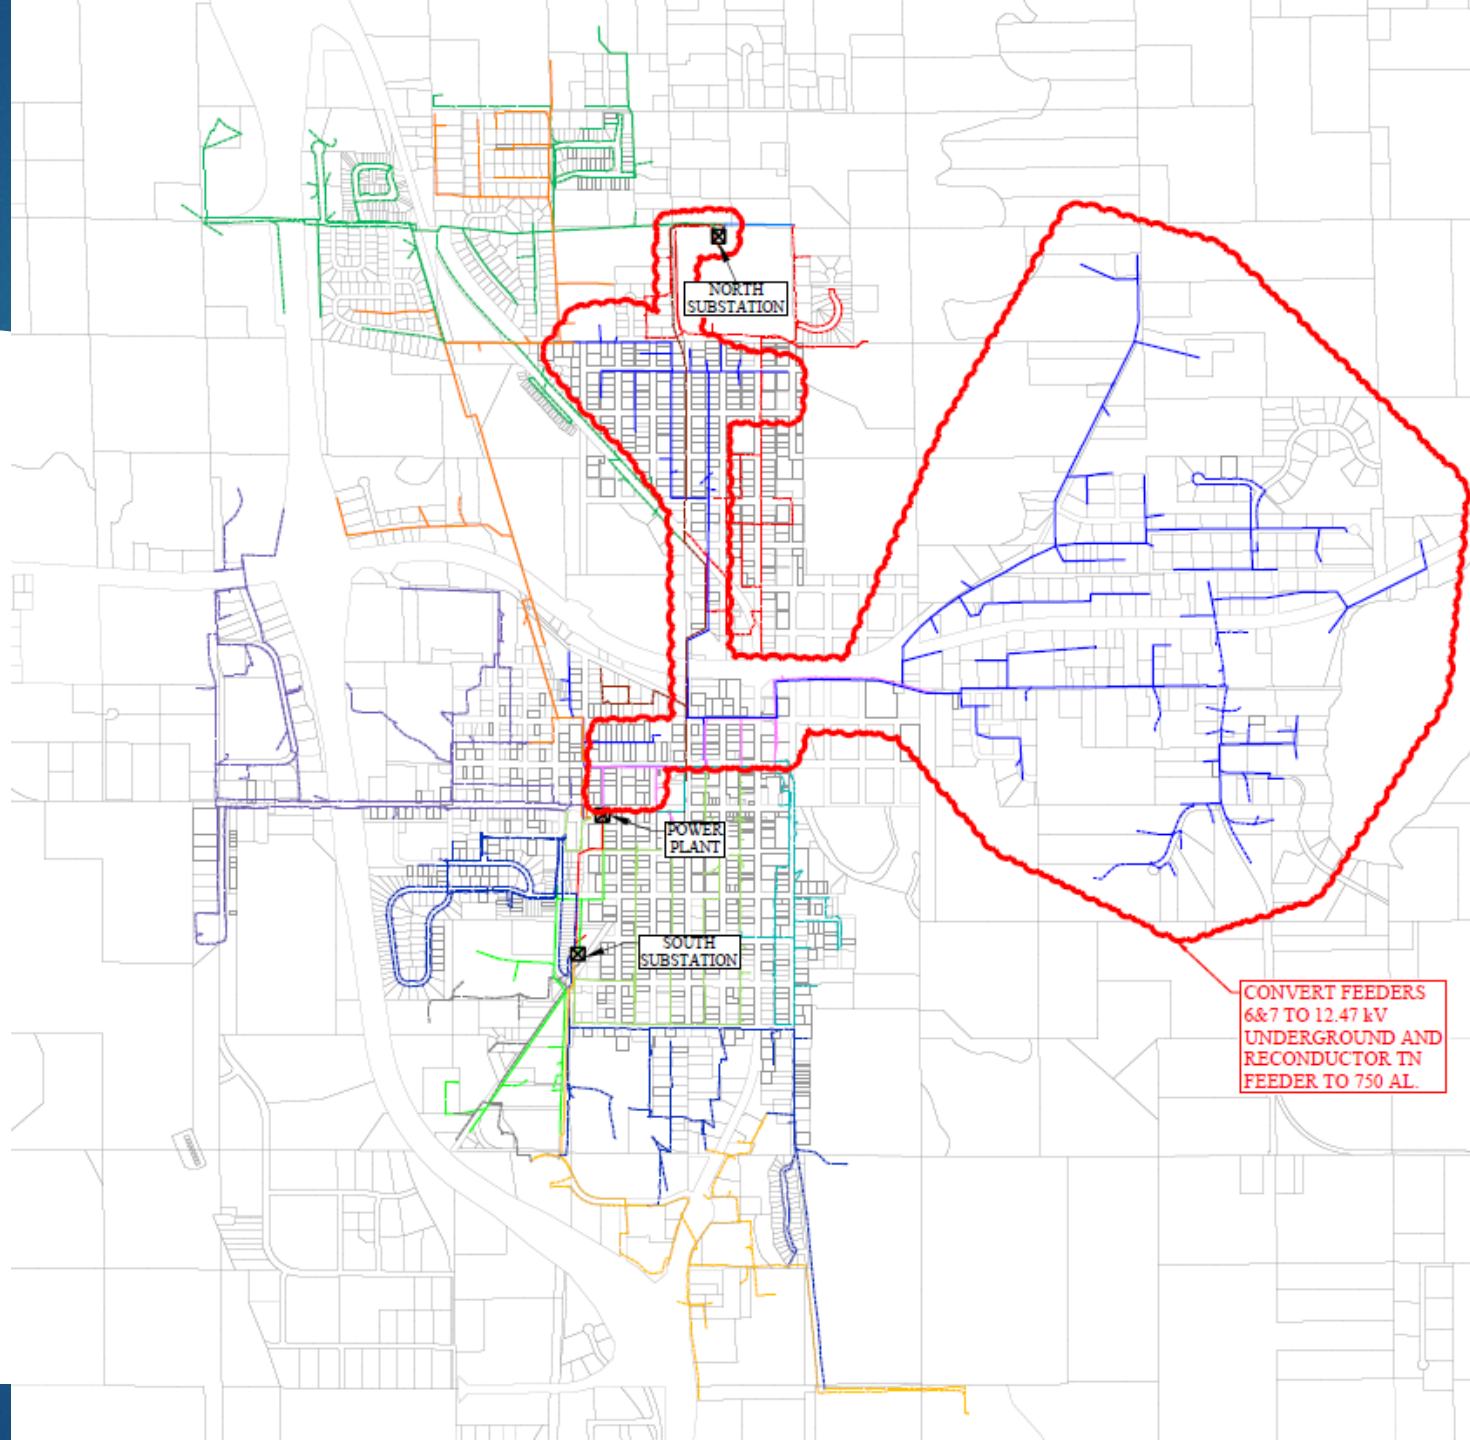 NORTH
SUBSTATION
POWER
PLANT
SOUTH
SUBSTATION
CONVERT FEEDERS
6&7 TO 12.47 kV
UNDERGROUND AND
RECONDUCTOR TN
FEEDER TO 750 AL.